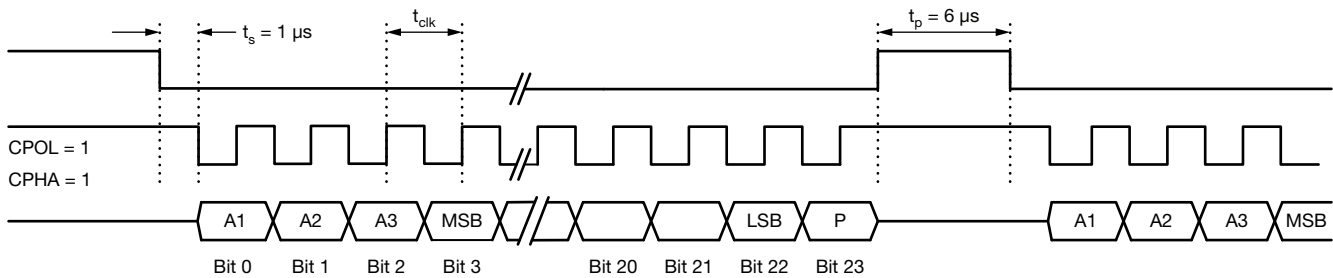 t_s = 1 µs
t_clk
t_p = 6 µs
CPOL = 1
CPHA = 1
A1 A2 A3 MSB LSB P A1 A2 A3 MSB
Bit 0 Bit 1 Bit 2 Bit 3 Bit 20 Bit 21 Bit 22 Bit 23